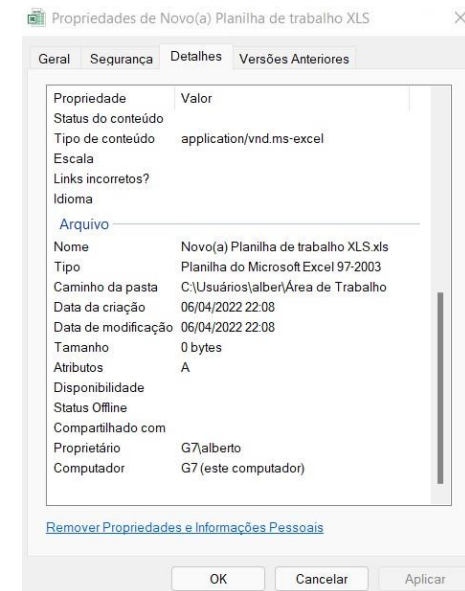 Propriedades de Novo(a) Planilha de trabalho XLS
Geral Segurança Detalhes Versões Anteriores
Propriedade Valor
Status do conteúdo
Tipo de conteúdo application/vnd.ms-excel
Escala
Links incorretos?
Idioma
Arquivo
Nome Novo(a) Planilha de trabalho XLS.xls
Tipo Planilha do Microsoft Excel 97-2003
Caminho da pasta C:\Usuários\alber\Área de Trabalho
Data da criação 06/04/2022 22:08
Data de modificação 06/04/2022 22:08
Tamanho 0 bytes
Atributos A
Disponibilidade
Status Offline
Compartilhado com
Proprietário G7\alberto
Computador G7 (este computador)
Remover Propriedades e Informações Pessoais
OK Cancelar Aplicar